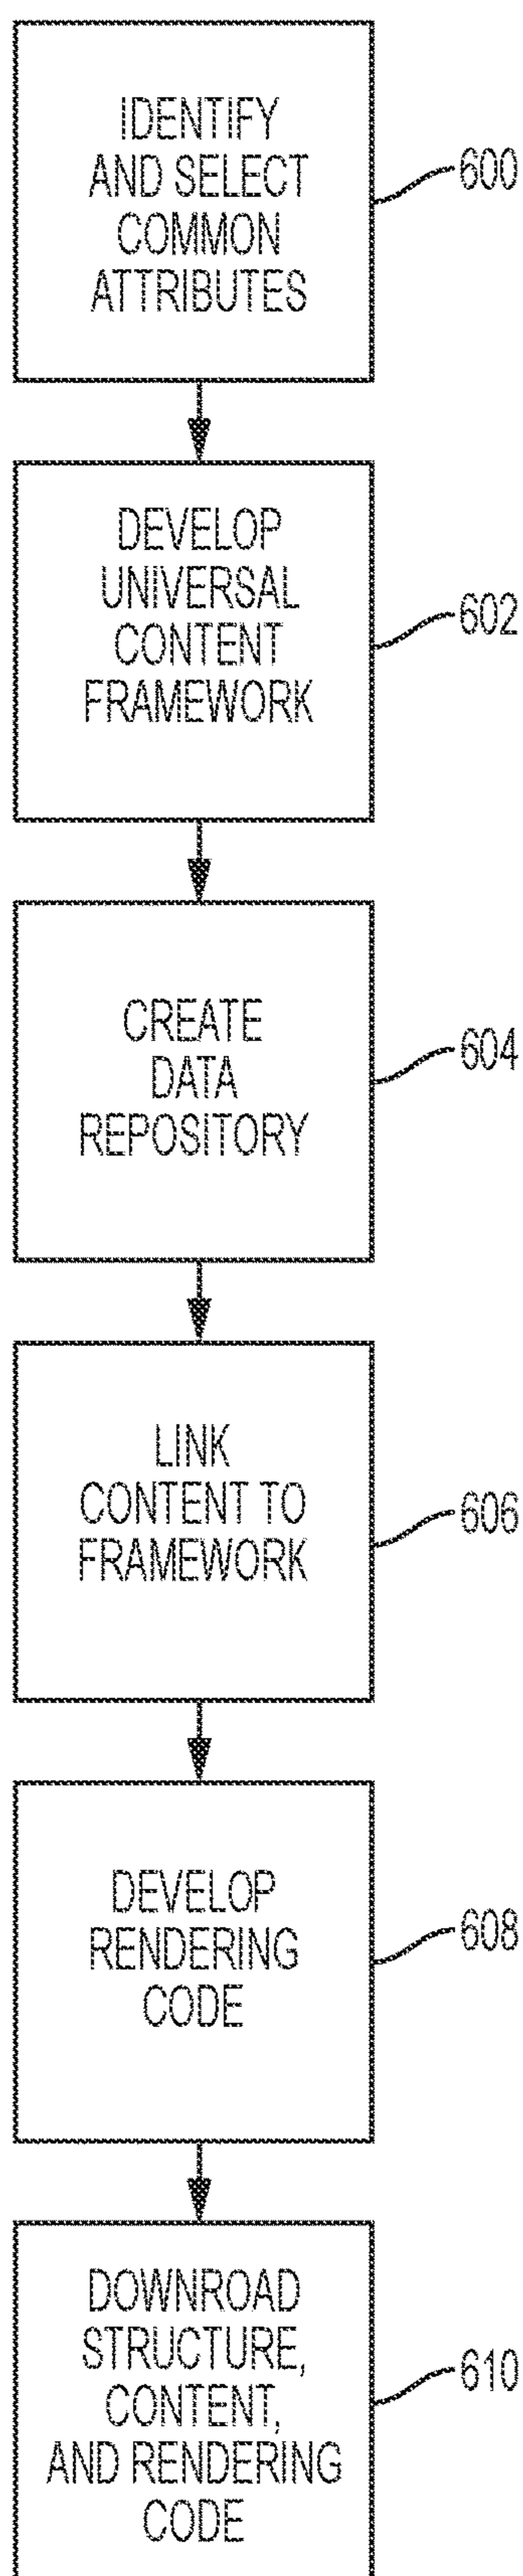 IDENTIFY
AND SELECT
COMMON
ATTRIBUTES
600
DEVELOP
UNIVERSAL
CONTENT
FRAMEWORK
602
CREATE
DATA
REPOSITORY
604
LINK
CONTENT TO
FRAMEWORK
606
DEVELOP
RENDERING
CODE
608
DOWNROAD
STRUCTURE,
CONTENT,
AND RENDERING
CODE
610